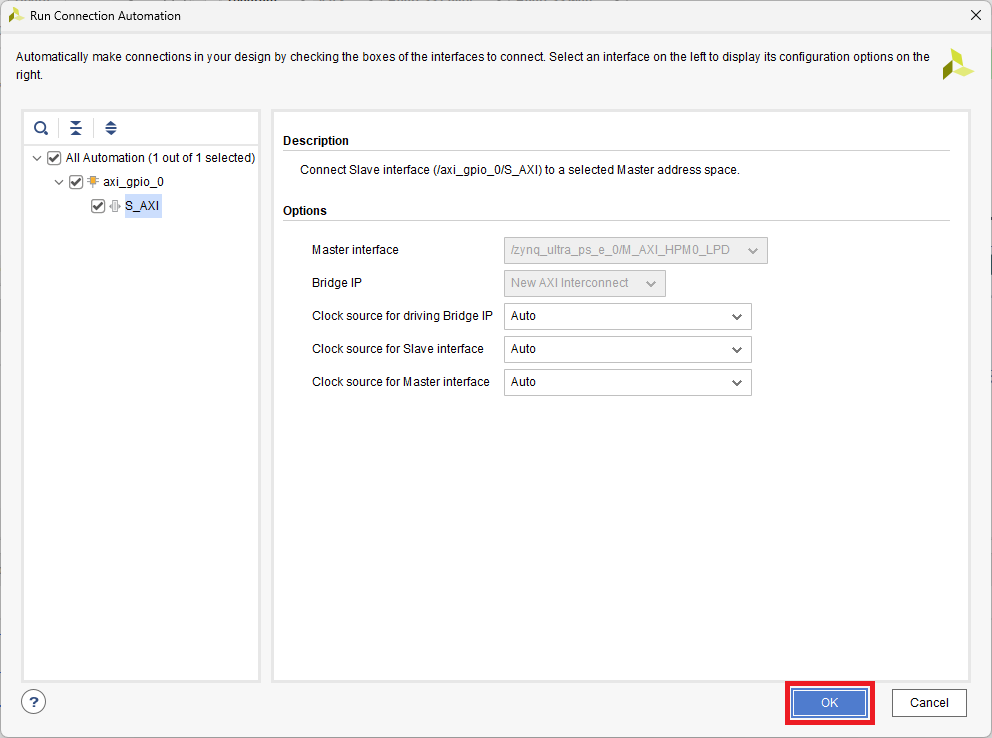 Run Connection Automation
Automatically make connections in your design by checking the boxes of the interfaces to connect. Select an interface on the left to display its configuration options on the
right.
All Automation (1 out of 1 selected)
axi_gpio_0
S_AXI
Description
Connect Slave interface (/axi_gpio_0/S_AXI) to a selected Master address space.
Options
Master interface /zynq_ultra_ps_e_0/M_AXI_HPM0_LPD
Bridge IP New AXI Interconnect
Clock source for driving Bridge IP Auto
Clock source for Slave interface Auto
Clock source for Master interface Auto
? OK Cancel